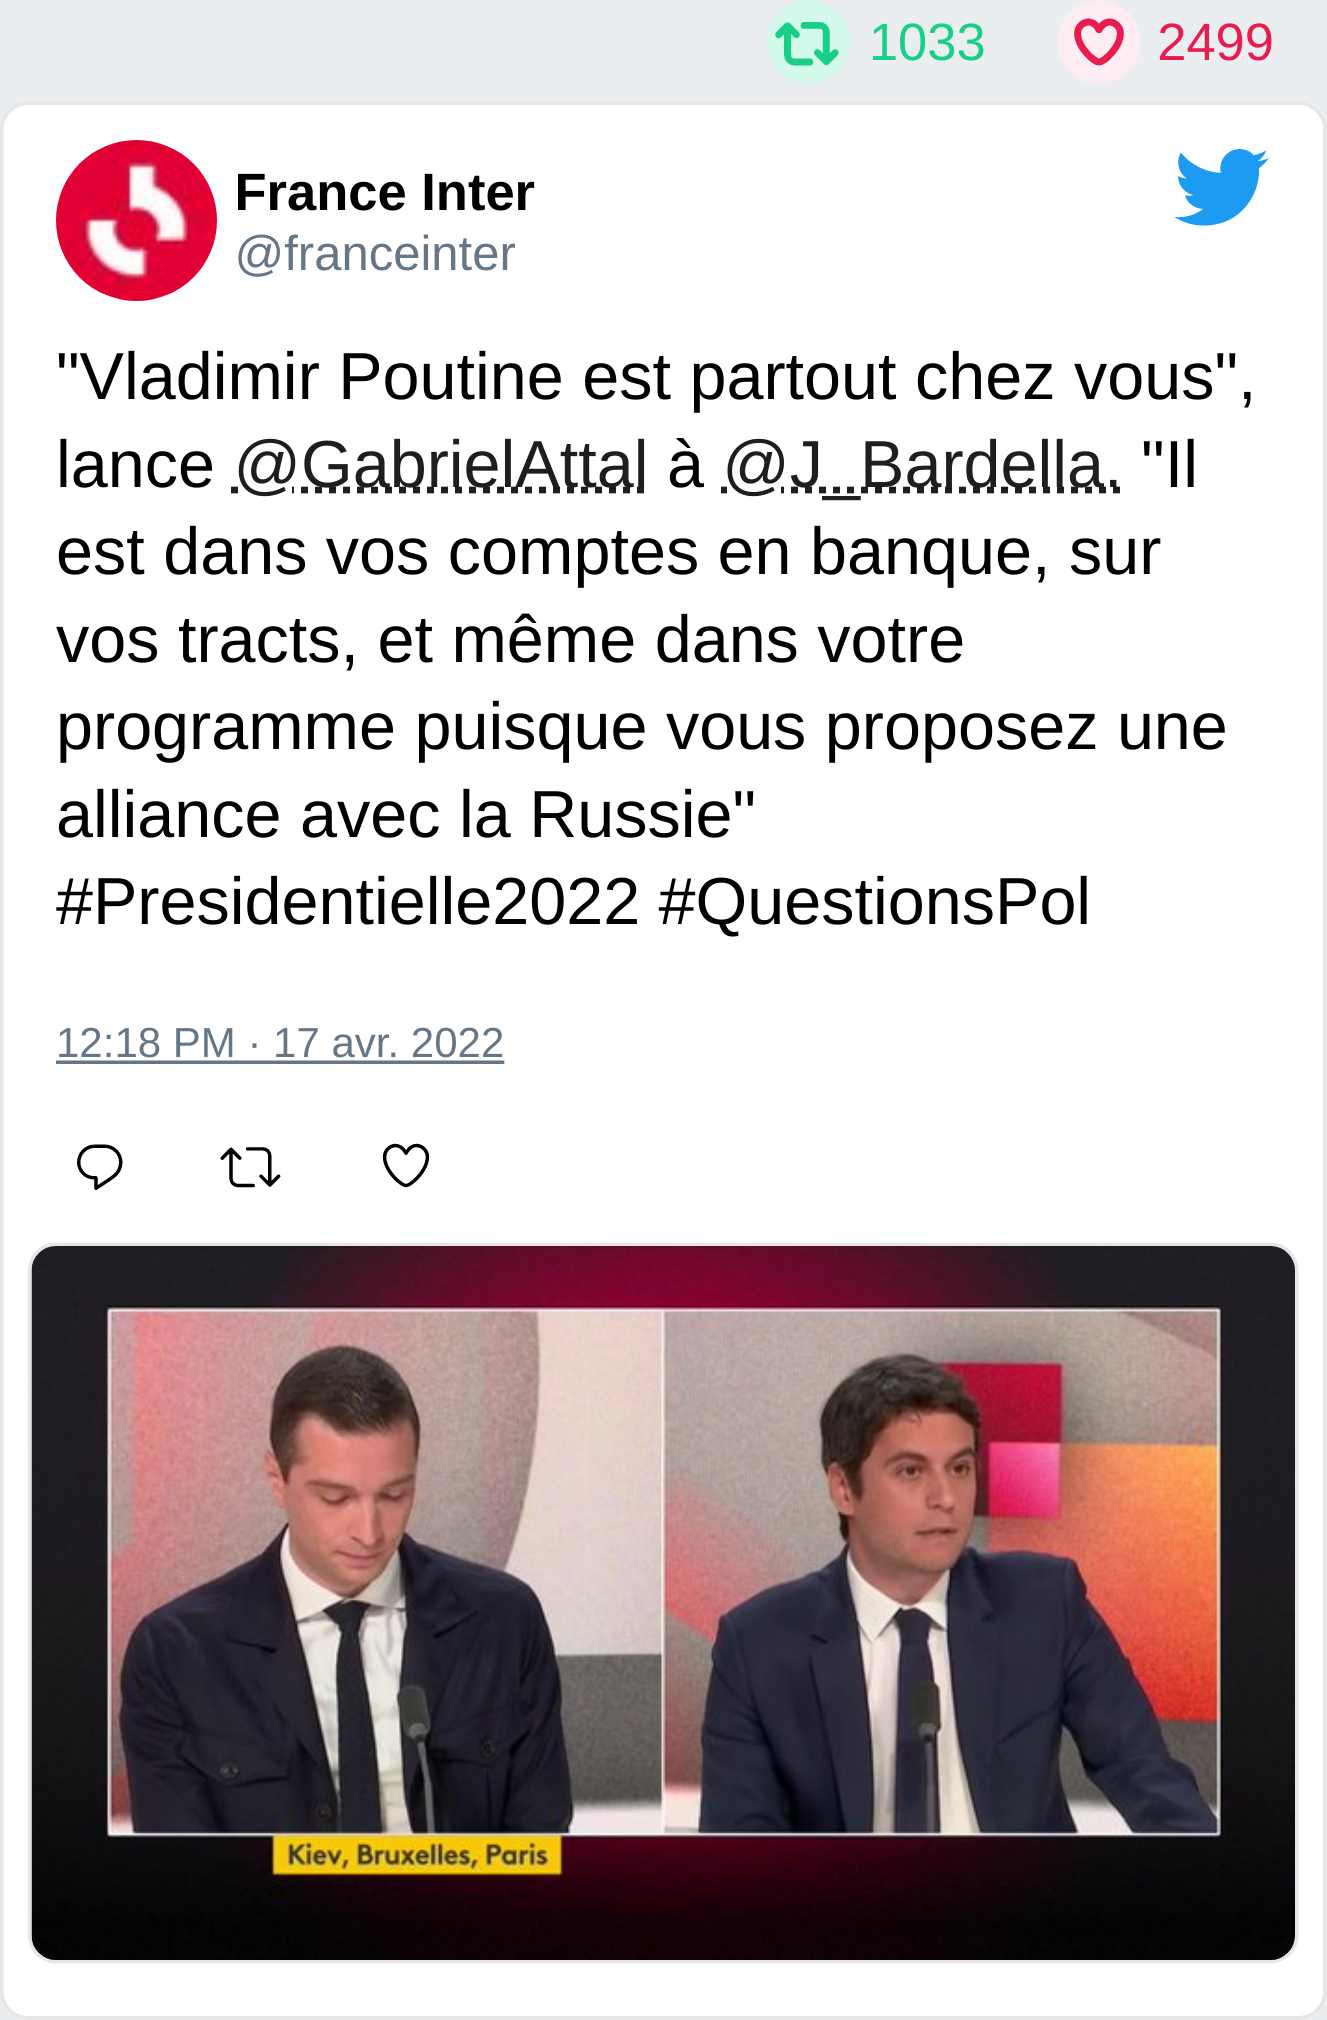 1033 2499
France Inter
@franceinter
"Vladimir Poutine est partout chez vous",
lance @GabrielAttal à @J_Bardella. "Il
est dans vos comptes en banque, sur
vos tracts, et même dans votre
programme puisque vous proposez une
alliance avec la Russie"
#Presidentielle2022 #QuestionsPol
12:18 PM · 17 avr. 2022
Kiev, Bruxelles, Paris